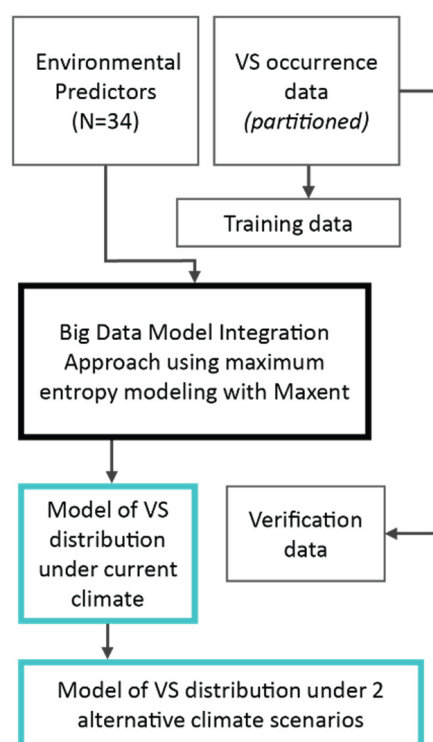 Environmental
Predictors
(N=34)
VS occurrence
data
(partitioned)
Training data
Big Data Model Integration
Approach using maximum
entropy modeling with Maxent
Model of VS
distribution
under current
climate
Verification
data
Model of VS distribution under 2
alternative climate scenarios